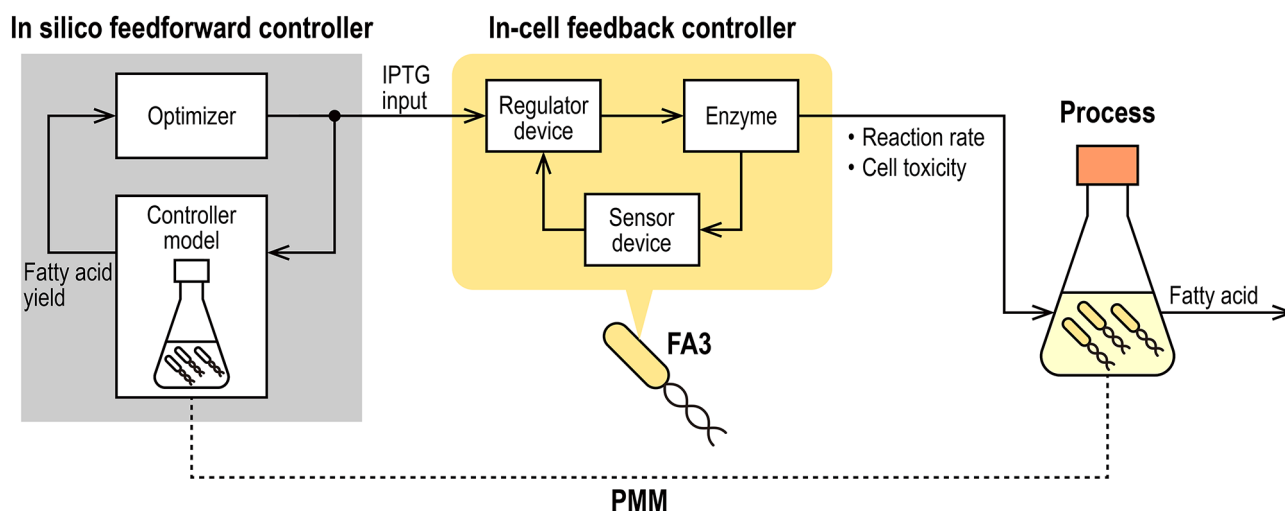 In silico feedforward controller
Optimizer
Controller
model
Fatty acid
yield
IPTG
input
In-cell feedback controller
Regulator
device
Enzyme
Sensor
device
FA3
• Reaction rate
• Cell toxicity
Process
Fatty acid
PMM